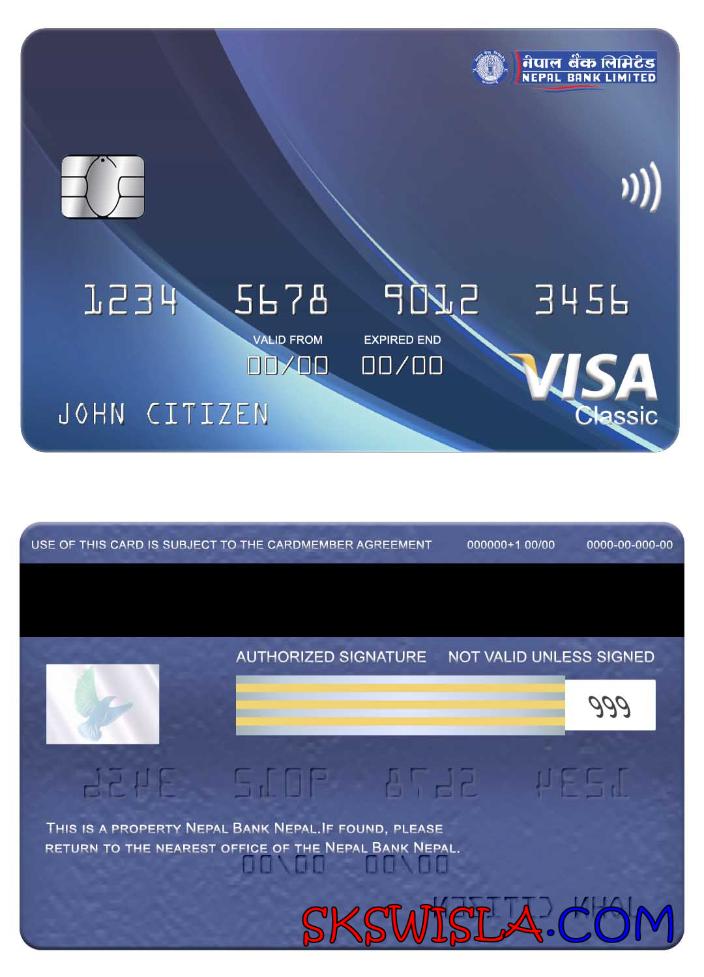 नेपाल बैंक लिमिटेड
NEPAL BANK LIMITED
1234 5678 9012 3456
VALID FROM EXPIRED END
00/00 00/00
VISA
JOHN CITIZEN
Classic
USE OF THIS CARD IS SUBJECT TO THE CARDMEMBER AGREEMENT 000000+1 00/00 0000-00-000-00
AUTHORIZED SIGNATURE NOT VALID UNLESS SIGNED
999
THIS IS A PROPERTY NEPAL BANK NEPAL.IF FOUND, PLEASE
RETURN TO THE NEAREST OFFICE OF THE NEPAL BANK NEPAL.
SKSWISLA.COM